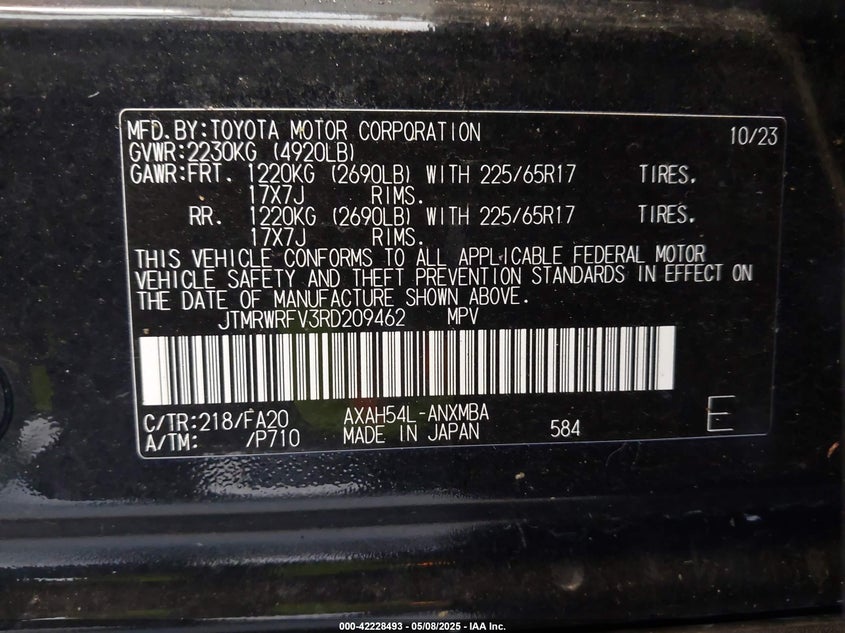 MFD.BY:TOYOTA MOTOR CORPORATION 10/23
GVWR:2230KG (4920LB)
GAWR:FRT. 1220KG (2690LB) WITH 225/65R17 TIRES.
17X7J RIMS.
RR. 1220KG (2690LB) WITH 225/65R17 TIRES.
17X7J RIMS.
THIS VEHICLE CONFORMS TO ALL APPLICABLE FEDERAL MOTOR
VEHICLE SAFETY AND THEFT PREVENTION STANDARDS IN EFFECT ON
THE DATE OF MANUFACTURE SHOWN ABOVE.
JTMRWRFV3RD209462 MPV
C/TR:218/FA20 AXAH54L-ANXMBA
A/TM: /P710 MADE IN JAPAN 584 E
000-42228493 - 05/08/2025 - IAA Inc.